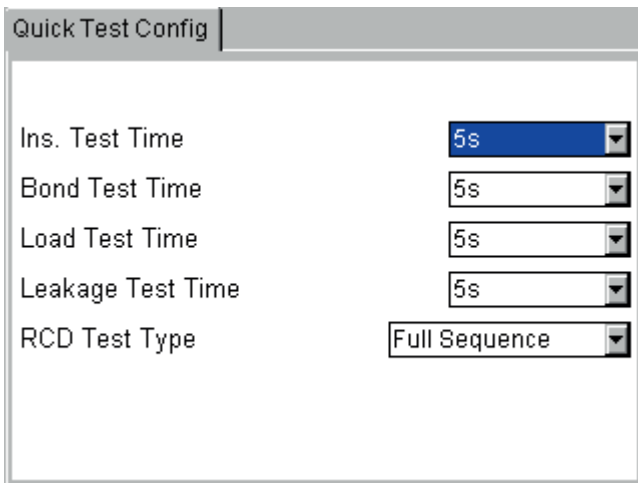 Quick Test Config
Ins. Test Time 5s
Bond Test Time 5s
Load Test Time 5s
Leakage Test Time 5s
RCD Test Type Full Sequence